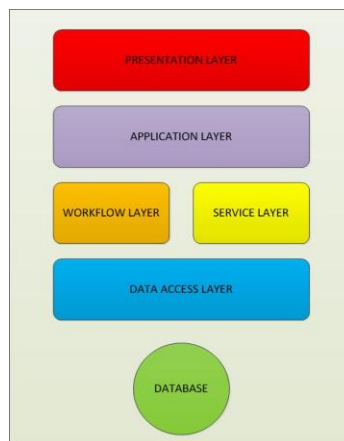 PRESENTATION LAYER
APPLICATION LAYER
WORKFLOW LAYER
SERVICE LAYER
DATA ACCESS LAYER
DATABASE